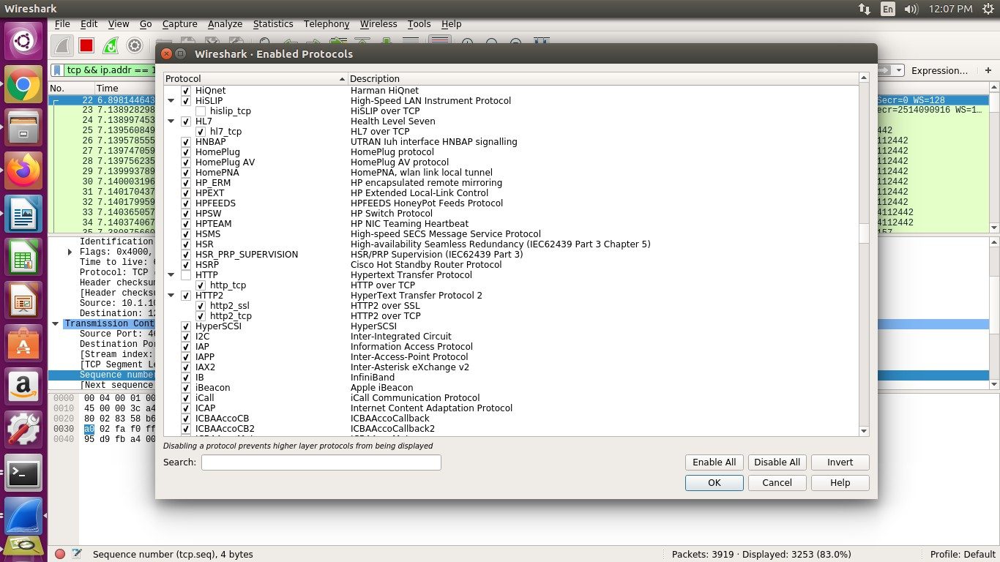 Wireshark
En
12:07 PM
File Edit View Go Capture Analyze Statistics Telephony Wireless Tools Help
Wireshark · Enabled Protocols
tcp && ip.addr == 1
Expression…
+
No. Time
Protocol Description
22 6.898144643
Secr=0 WS=128
23 7.138928298
ecr=2514090916 WS=1…
24 7.138997453
25 7.139560849
442
26 7.139578555
112442
27 7.139747059
112442
28 7.139756235
112442
29 7.139993789
112442
30 7.140003196
112442
31 7.140170437
112442
32 7.140179959
112442
33 7.140365057
4112442
34 7.140374067
4112442
35 7.380875660
157
HiQnet Harman HiQnet
HiSLIP High-Speed LAN Instrument Protocol
hislip_tcp HiSLIP over TCP
HL7 Health Level Seven
hl7_tcp HL7 over TCP
HNBAP UTRAN Iuh interface HNBAP signalling
HomePlug HomePlug protocol
HomePlug AV HomePlug AV protocol
HomePNA HomePNA, wlan link local tunnel
HP_ERM HP encapsulated remote mirroring
HPEXT HP Extended Local-Link Control
HPFEEDS HPFEEDS HoneyPot Feeds Protocol
HPSW HP Switch Protocol
HPTEAM HP NIC Teaming Heartbeat
HSMS High-speed SECS Message Service Protocol
HSR High-availability Seamless Redundancy (IEC62439 Part 3 Chapter 5)
HSR_PRP_SUPERVISION HSR/PRP Supervision (IEC62439 Part 3)
HSRP Cisco Hot Standby Router Protocol
HTTP Hypertext Transfer Protocol
http_tcp HTTP over TCP
HTTP2 HyperText Transfer Protocol 2
http2_ssl HTTP2 over SSL
http2_tcp HTTP2 over TCP
HyperSCSI HyperSCSI
I2C Inter-Integrated Circuit
IAP Information Access Protocol
IAPP Inter-Access-Point Protocol
IAX2 Inter-Asterisk eXchange v2
IB InfiniBand
iBeacon Apple iBeacon
iCall iCall Communication Protocol
ICAP Internet Content Adaptation Protocol
ICBAAccoCB ICBAAccoCallback
ICBAAccoCB2 ICBAAccoCallback2
Identification
Flags: 0x4000,
Time to live: 6
Protocol: TCP
Header checksum
[Header checksu
Source: 10.1.10
Destination: 12
Transmission Cont
Source Port: 46
Destination Por
[Stream index:
[TCP Segment Le
Sequence numbe
[Next sequence
0000 00 04 00 01 00
0010 45 00 00 3c a4
0020 80 02 83 58 b6
0030 a0 02 fa f0 ff
0040 95 d9 fb a4 00
Disabling a protocol prevents higher layer protocols from being displayed
Search:
Enable All Disable All Invert
OK Cancel Help
Sequence number (tcp.seq), 4 bytes
Packets: 3919 · Displayed: 3253 (83.0%)
Profile: Default